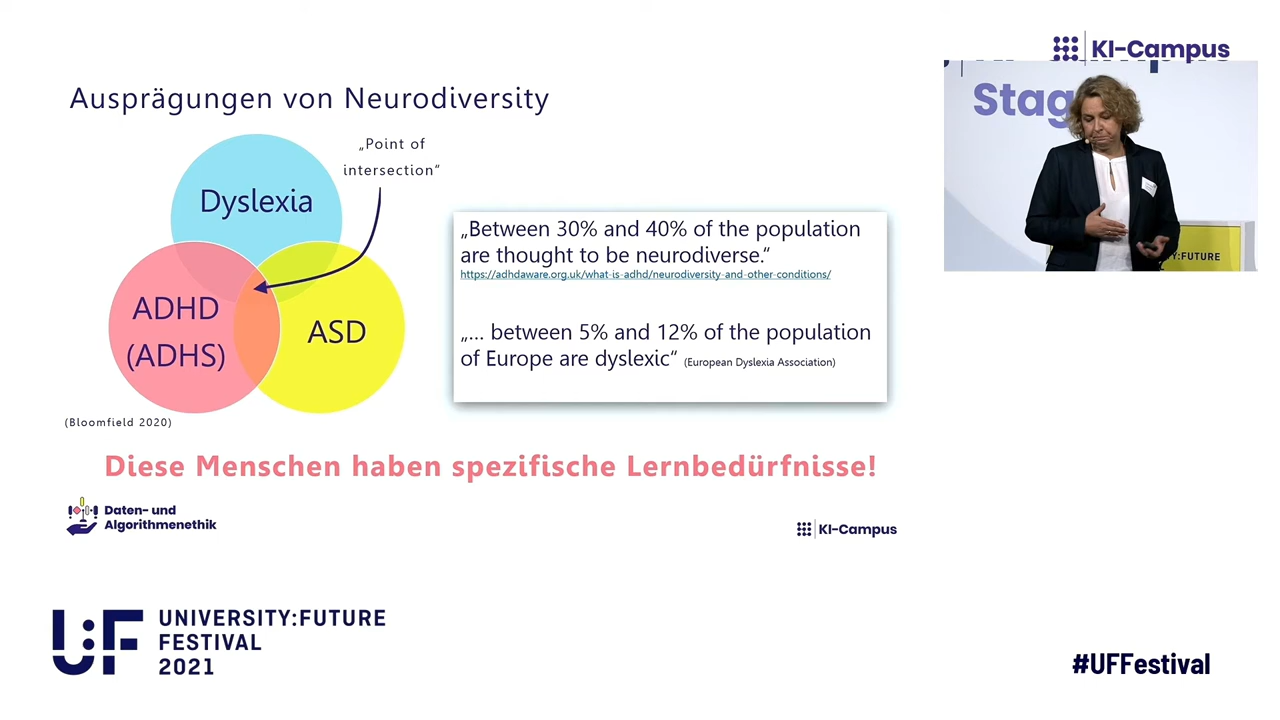 KI-Campus
Stag
Ausprägungen von Neurodiversity
„Point of
intersection“
Dyslexia
ADHD
(ADHS)
ASD
(Bloomfield 2020)
„Between 30% and 40% of the population
are thought to be neurodiverse.“
https://adhdaware.org.uk/what-is-adhd/neurodiversity-and-other-conditions/
„... between 5% and 12% of the population
of Europe are dyslexic“ (European Dyslexia Association)
Diese Menschen haben spezifische Lernbedürfnisse!
Daten- und
Algorithmenethik
KI-Campus
Y:FUTURE
U:F
UNIVERSITY:FUTURE
FESTIVAL
2021
#UFFestival